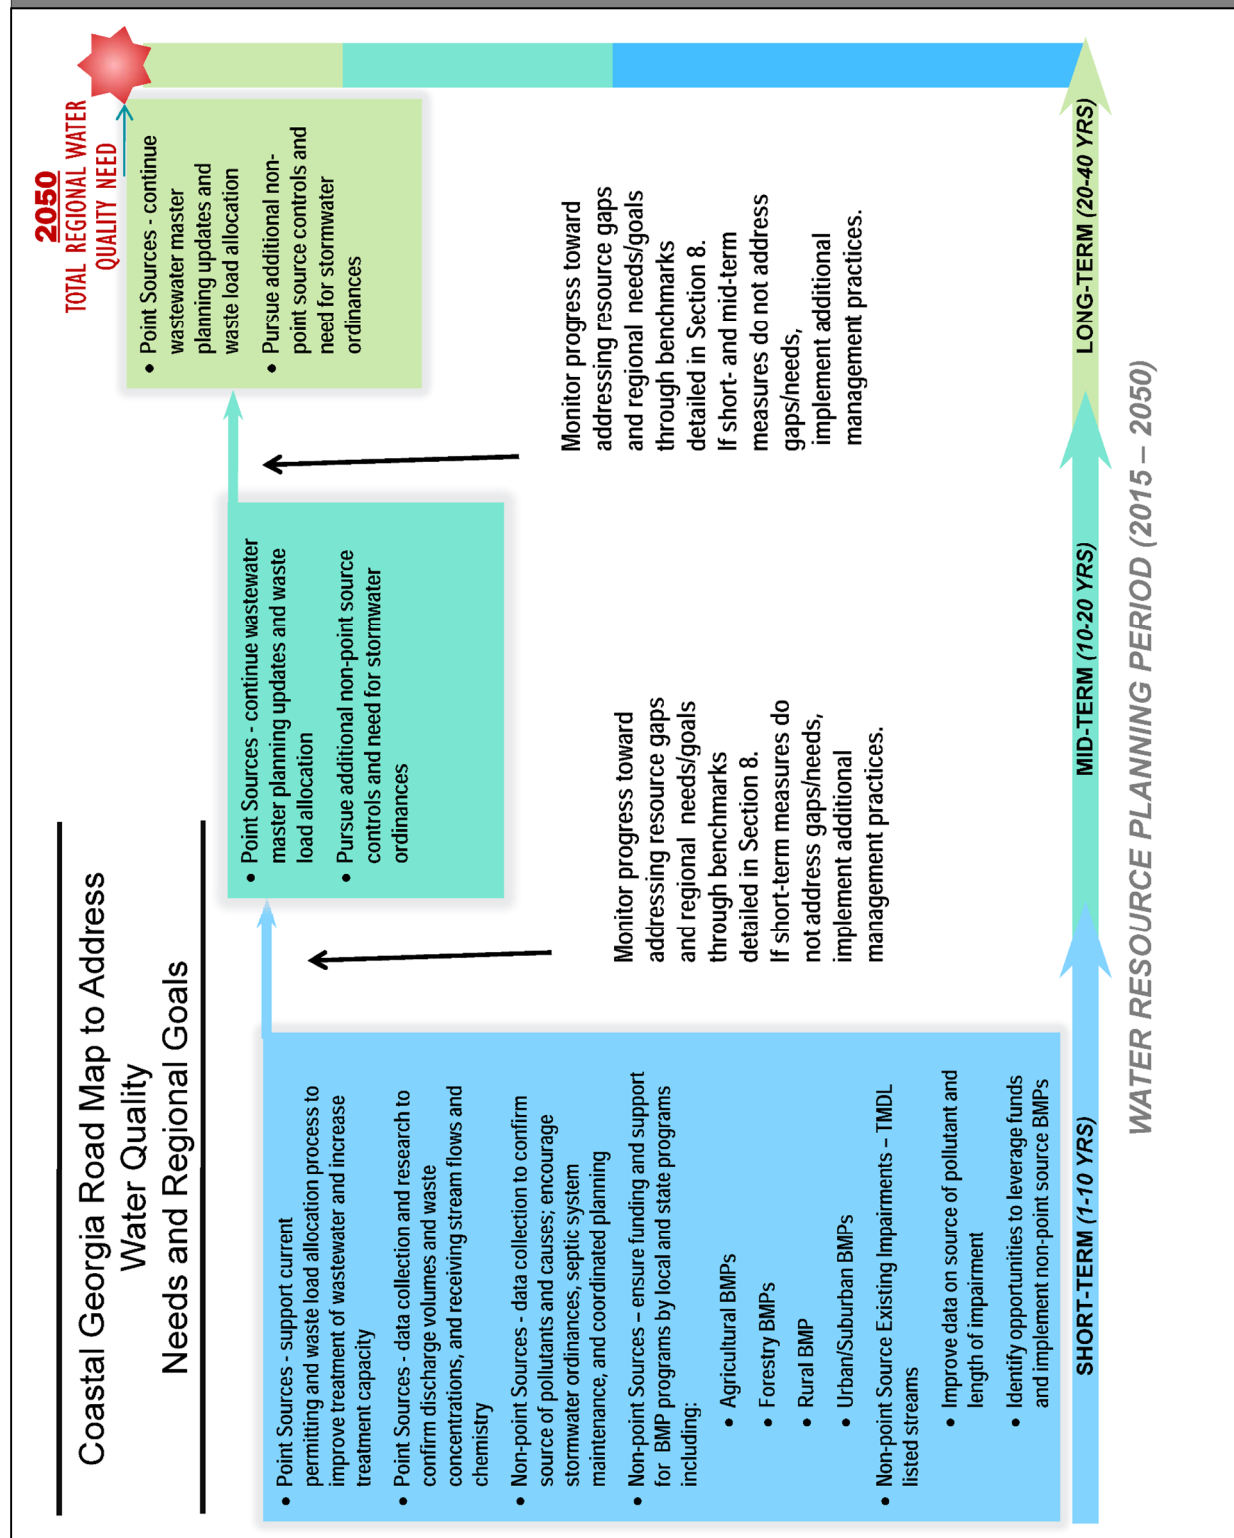 Coastal Georgia Road Map to Address
Water Quality
Needs and Regional Goals
2050
TOTAL REGIONAL WATER
QUALITY NEED
• Point Sources - support current
permitting and waste load allocation process to
improve treatment of wastewater and increase
treatment capacity
• Point Sources - data collection and research to
confirm discharge volumes and waste
concentrations, and receiving stream flows and
chemistry
• Non-point Sources - data collection to confirm
source of pollutants and causes; encourage
stormwater ordinances, septic system
maintenance, and coordinated planning
• Non-point Sources – ensure funding and support
for BMP programs by local and state programs
including:
• Agricultural BMPs
• Forestry BMPs
• Rural BMP
• Urban/Suburban BMPs
• Non-point Source Existing Impairments – TMDL
listed streams
• Improve data on source of pollutant and
length of impairment
• Identify opportunities to leverage funds
and implement non-point source BMPs
• Point Sources - continue wastewater
master planning updates and waste
load allocation
• Pursue additional non-point source
controls and need for stormwater
ordinances
• Point Sources - continue
wastewater master
planning updates and
waste load allocation
• Pursue additional non-
point source controls and
need for stormwater
ordinances
Monitor progress toward
addressing resource gaps
and regional needs/goals
through benchmarks
detailed in Section 8.
If short-term measures do
not address gaps/needs,
implement additional
management practices.
Monitor progress toward
addressing resource gaps
and regional needs/goals
through benchmarks
detailed in Section 8.
If short- and mid-term
measures do not address
gaps/needs,
implement additional
management practices.
SHORT-TERM (1-10 YRS)
MID-TERM (10-20 YRS)
LONG-TERM (20-40 YRS)
WATER RESOURCE PLANNING PERIOD (2015 – 2050)